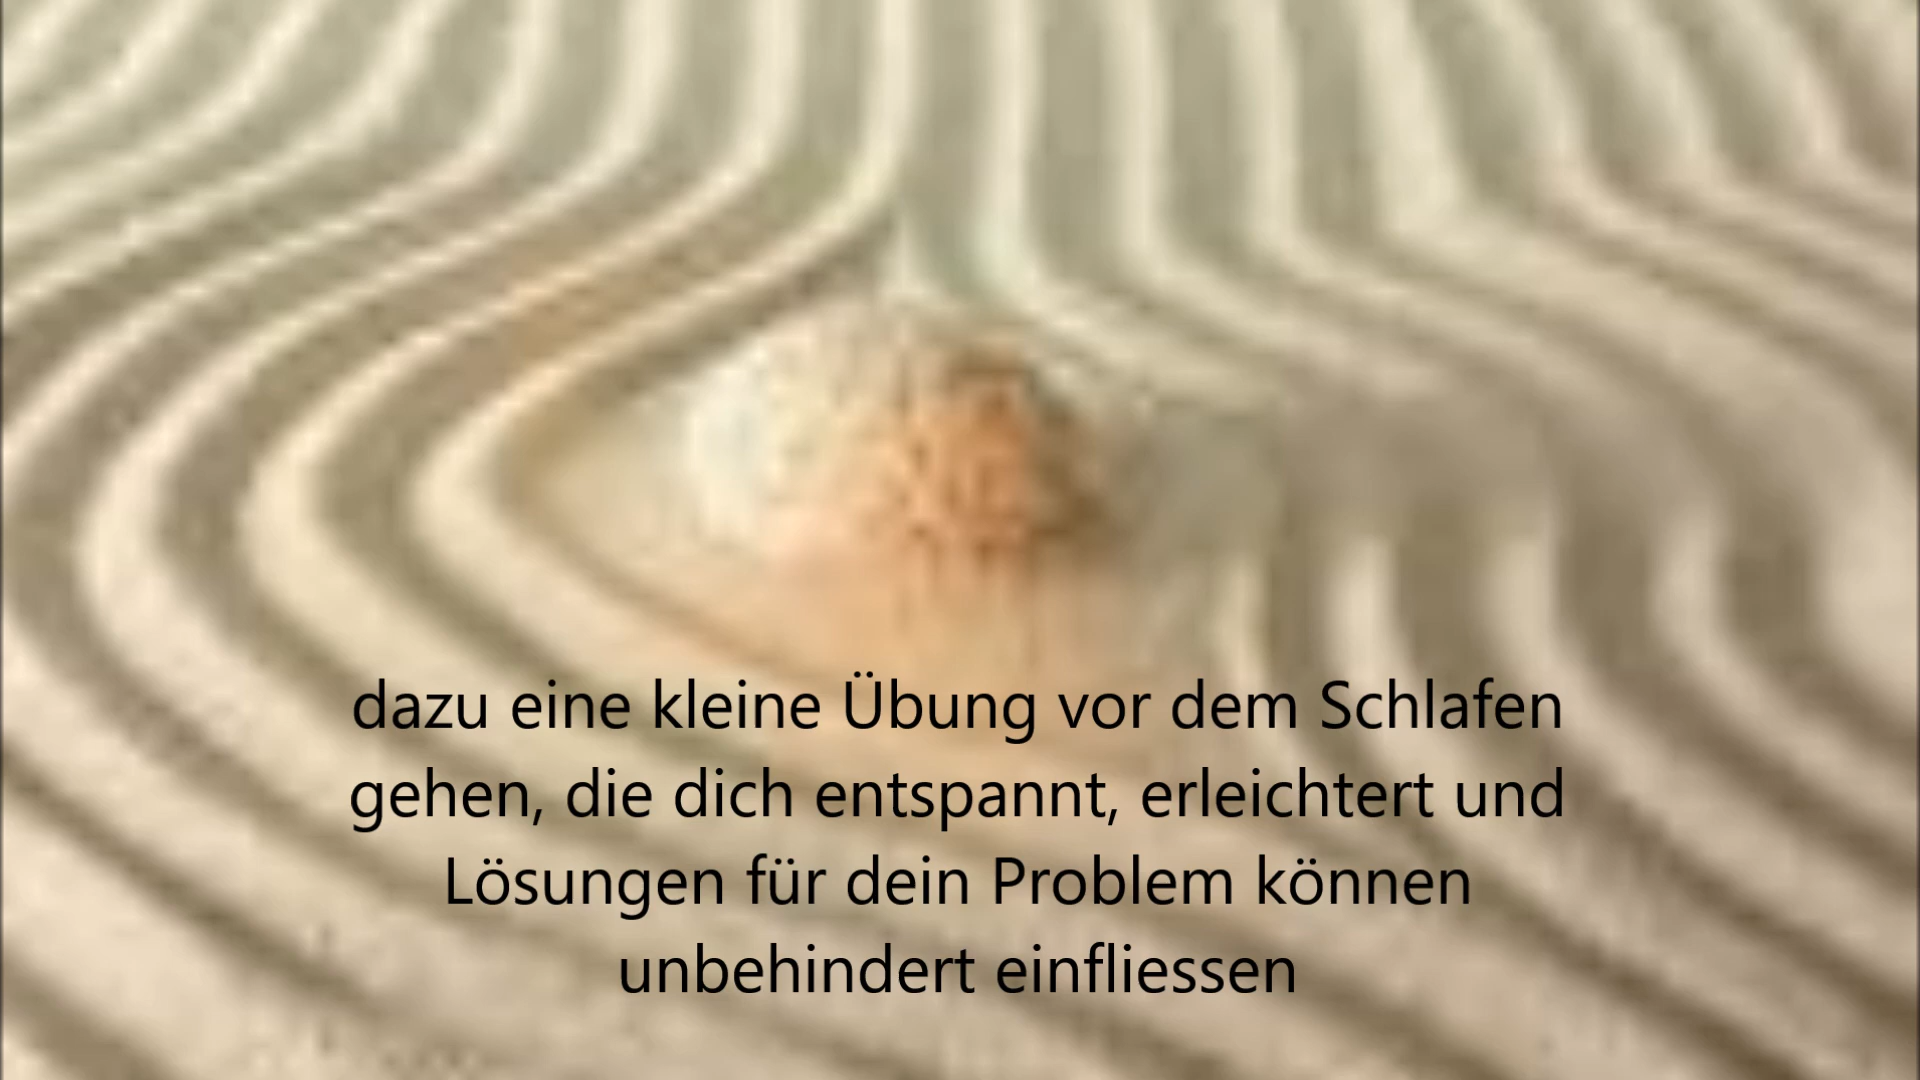 dazu eine kleine Übung vor dem Schlafen
gehen, die dich entspannt, erleichtert und
Lösungen für dein Problem können
unbehindert einfliessen